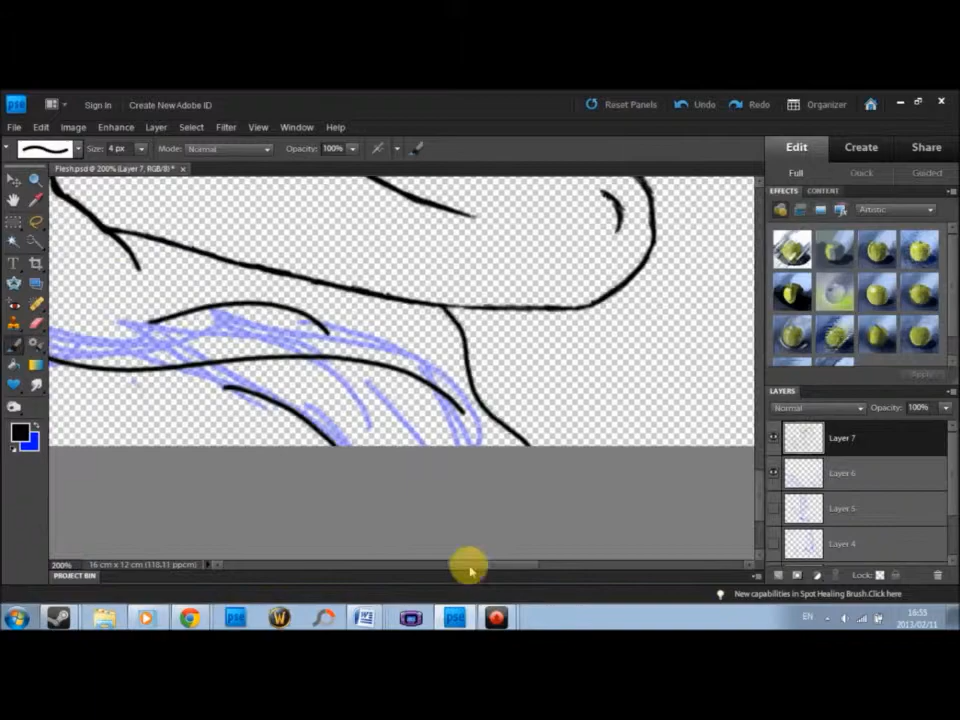 pse Sign In Create New Adobe ID Reset Panels Undo Redo Organizer
File Edit Image Enhance Layer Select Filter View Window Help
Size: 4 px Mode: Normal Opacity: 100% Edit Create Share
Flesh.psd @ 200% (Layer 7, RGB/8) * × Full Quick Guided
EFFECTS CONTENT
Artistic
T
Apply
LAYERS
Normal Opacity: 100%
Layer 7
Layer 6
Layer 5
Layer 4
200% 16 cm x 12 cm (118.11 ppcm)
Lock:
PROJECT BIN
New capabilities in Spot Healing Brush.Click here
pse W W pse EN 16:55
2013/02/11